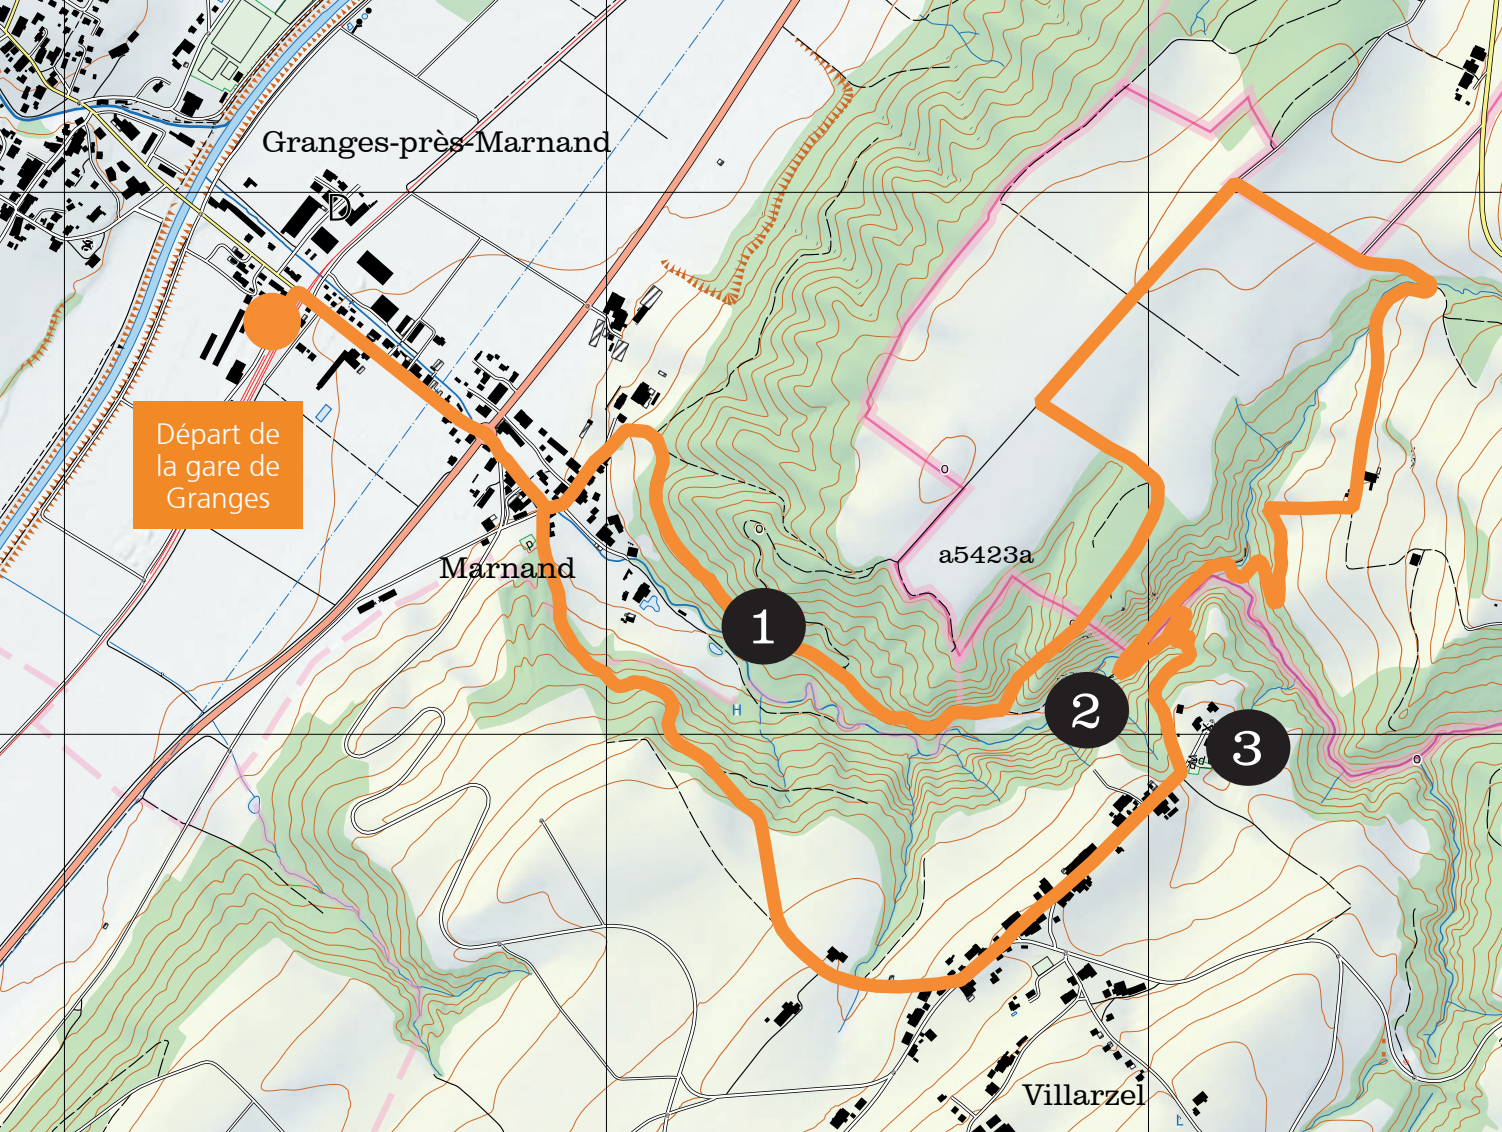 Granges-près-Marnand
D
Départ de
la gare de
Granges
Marnand
a5423a
1
2
3
H
Villarzel